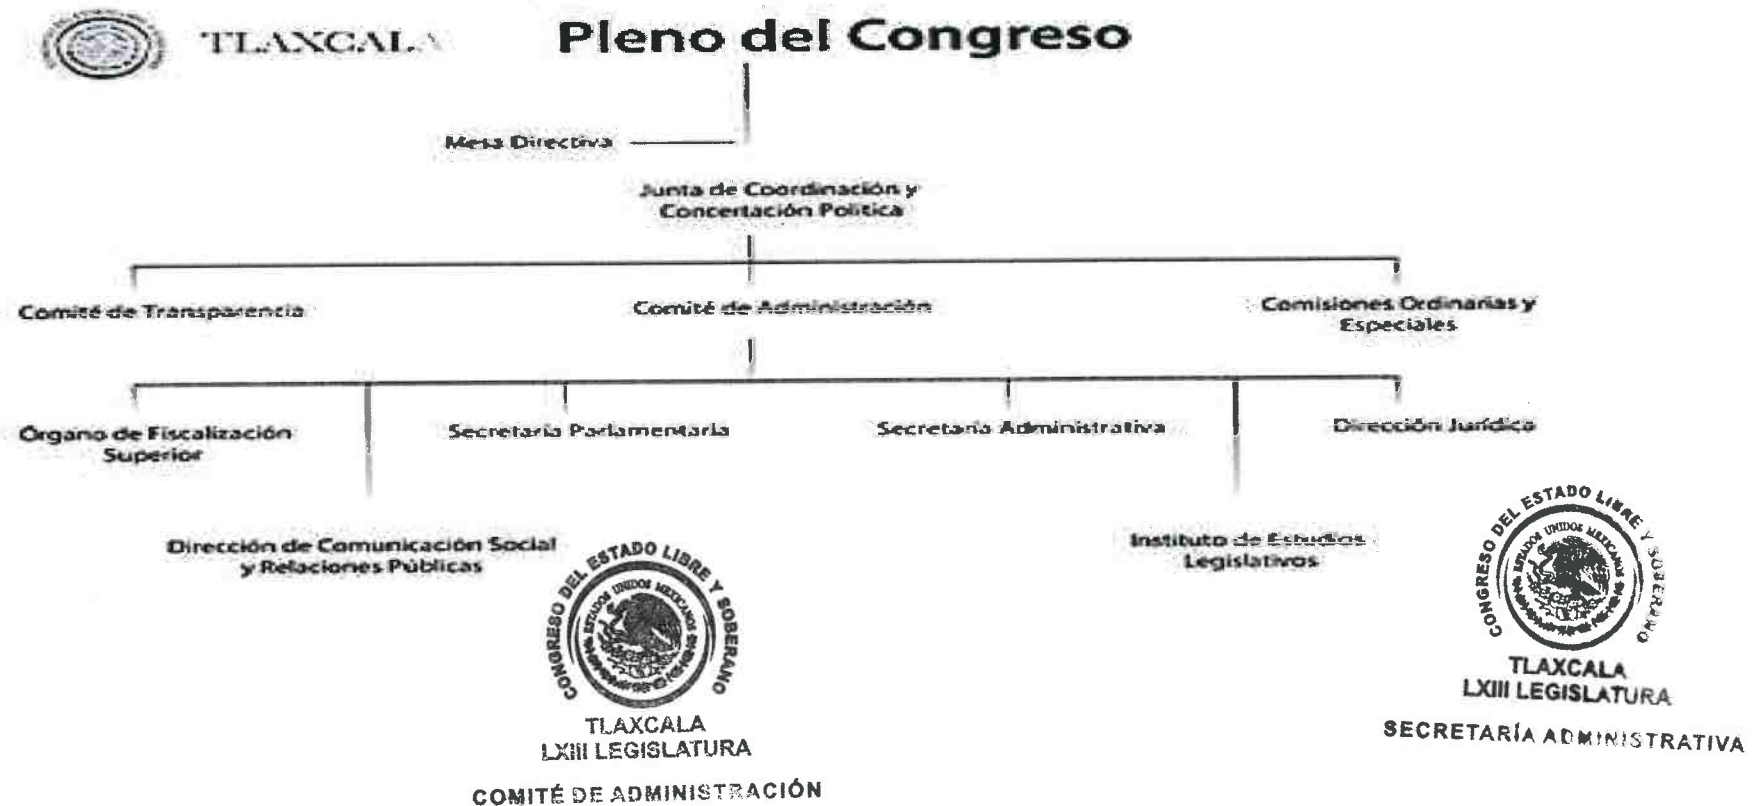 TLAXCALA
Pleno del Congreso
Mesa Directiva
Junta de Coordinación y
Concertación Política
Comité de Transparencia
Comité de Administración
Comisiones Ordinarias y
Especiales
Órgano de Fiscalización
Superior
Secretaría Parlamentaria
Secretaría Administrativa
Dirección Jurídica
Dirección de Comunicación Social
y Relaciones Públicas
Instituto de Estudios
Legislativos
CONGRESO DEL ESTADO LIBRE Y SOBERANO
ESTADOS UNIDOS MEXICANOS
TLAXCALA
LXIII LEGISLATURA
COMITÉ DE ADMINISTRACIÓN
CONGRESO DEL ESTADO LIBRE Y SOBERANO
ESTADOS UNIDOS MEXICANOS
TLAXCALA
LXIII LEGISLATURA
SECRETARÍA ADMINISTRATIVA